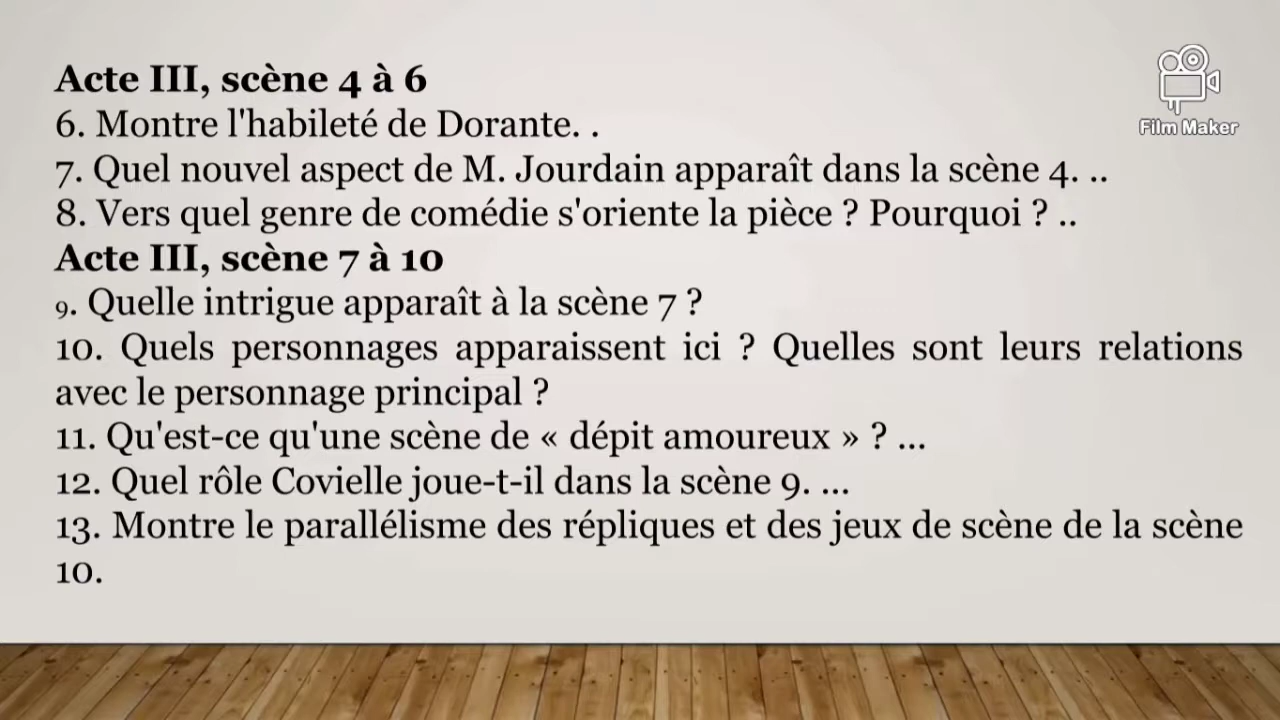 Acte III, scène 4 à 6
6. Montre l'habileté de Dorante. .
7. Quel nouvel aspect de M. Jourdain apparaît dans la scène 4. ..
8. Vers quel genre de comédie s'oriente la pièce ? Pourquoi ? ..
Acte III, scène 7 à 10
9. Quelle intrigue apparaît à la scène 7 ?
10. Quels personnages apparaissent ici ? Quelles sont leurs relations
avec le personnage principal ?
11. Qu'est-ce qu'une scène de « dépit amoureux » ? ...
12. Quel rôle Covielle joue-t-il dans la scène 9. ...
13. Montre le parallélisme des répliques et des jeux de scène de la scène
10.
Film Maker